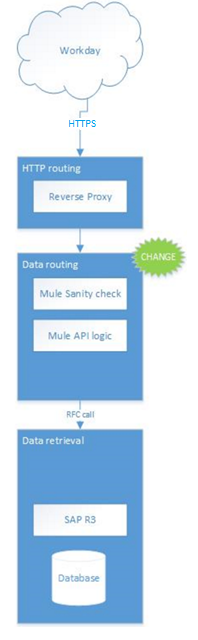 Workday
HTTPS
HTTP routing
Reverse Proxy
Data routing
CHANGE
Mule Sanity check
Mule API logic
RFC call
Data retrieval
SAP R3
Database